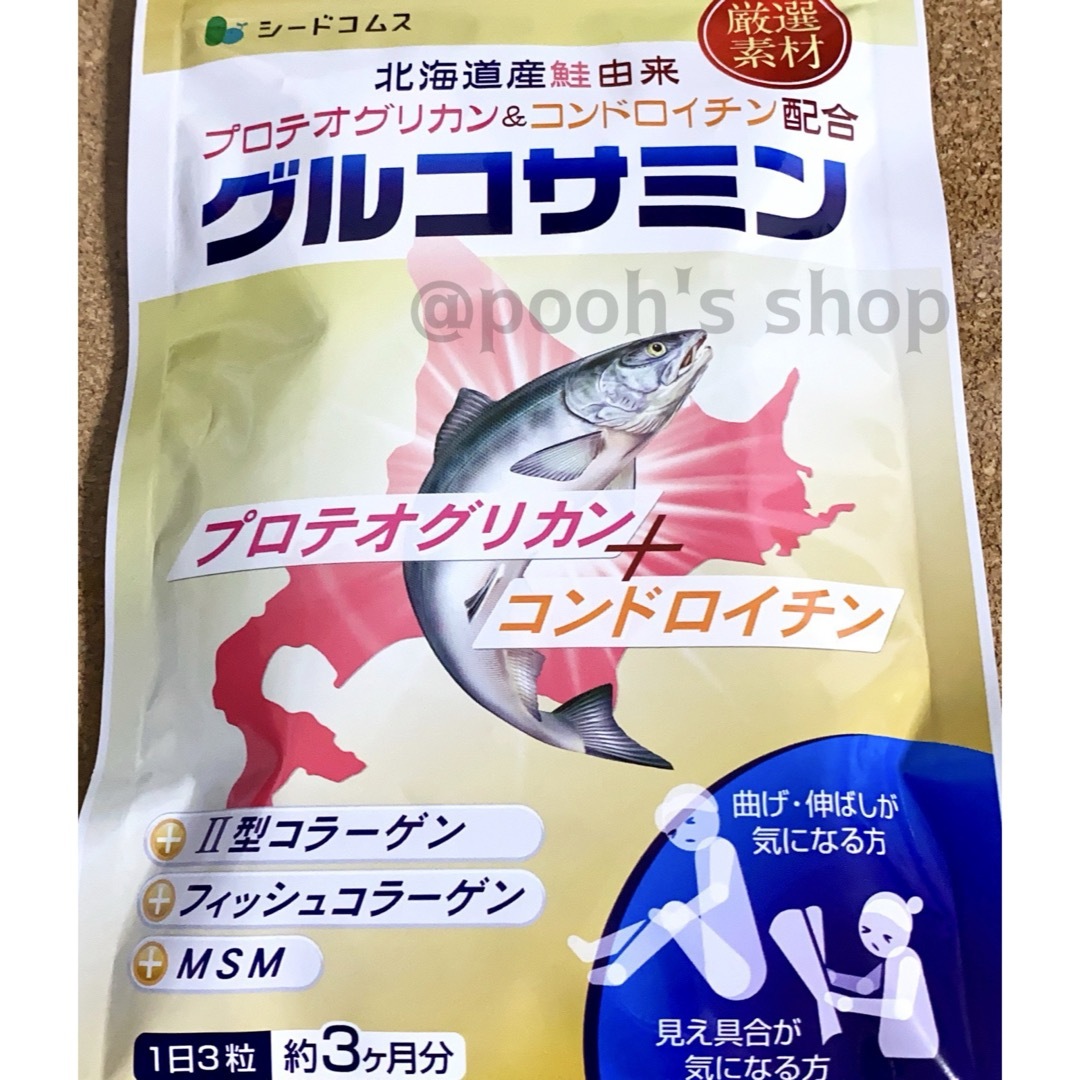 シードコムス
厳選
素材
北海道産鮭由来
プロテオグリカン&コンドロイチン配合
グルコサミン
@pooh's shop
プロテオグリカン
+
コンドロイチン
+ II型コラーゲン
+ フィッシュコラーゲン
+ MSM
曲げ・伸ばしが
気になる方
見え具合が
気になる方
1日3粒 約3ヶ月分